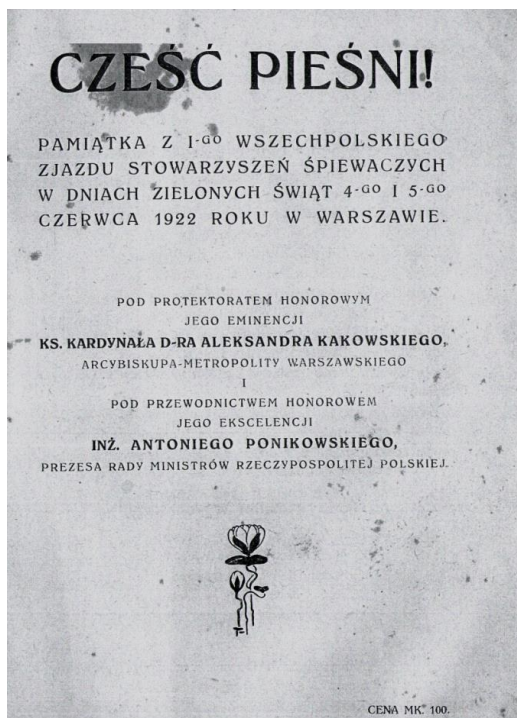 CZEŚĆ PIEŚNI!
PAMIĄTKA Z I-GO WSZECHPOLSKIEGO
ZJAZDU STOWARZYSZEŃ ŚPIEWACZYCH
W DNIACH ZIELONYCH ŚWIĄT 4-GO I 5-GO
CZERWCA 1922 ROKU W WARSZAWIE.
POD PROTEKTORATEM HONOROWYM
JEGO EMINENCJI
KS. KARDYNAŁA D-RA ALEKSANDRA KAKOWSKIEGO,
ARCYBISKUPA-METROPOLITY WARSZAWSKIEGO
I
POD PRZEWODNICTWEM HONOROWEM
JEGO EKSCELENCJI
INŻ. ANTONIEGO PONIKOWSKIEGO,
PREZESA RADY MINISTRÓW RZECZYPOSPOLITEJ POLSKIEJ.
CENA MK. 100.